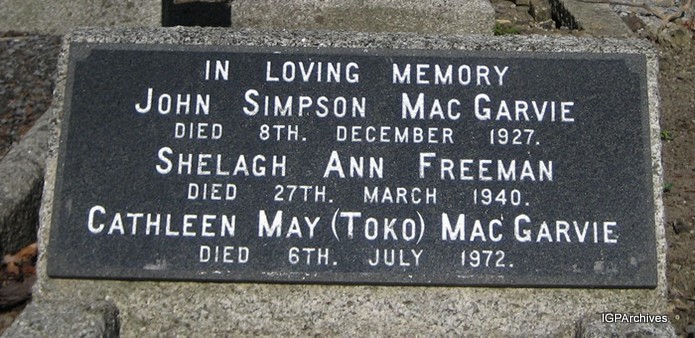 IN LOVING MEMORY
JOHN SIMPSON MAC GARVIE
DIED 8TH. DECEMBER 1927.
SHELAGH ANN FREEMAN
DIED 27TH. MARCH 1940.
CATHLEEN MAY (TOKO) MAC GARVIE
DIED 6TH. JULY 1972.
IGPArchives